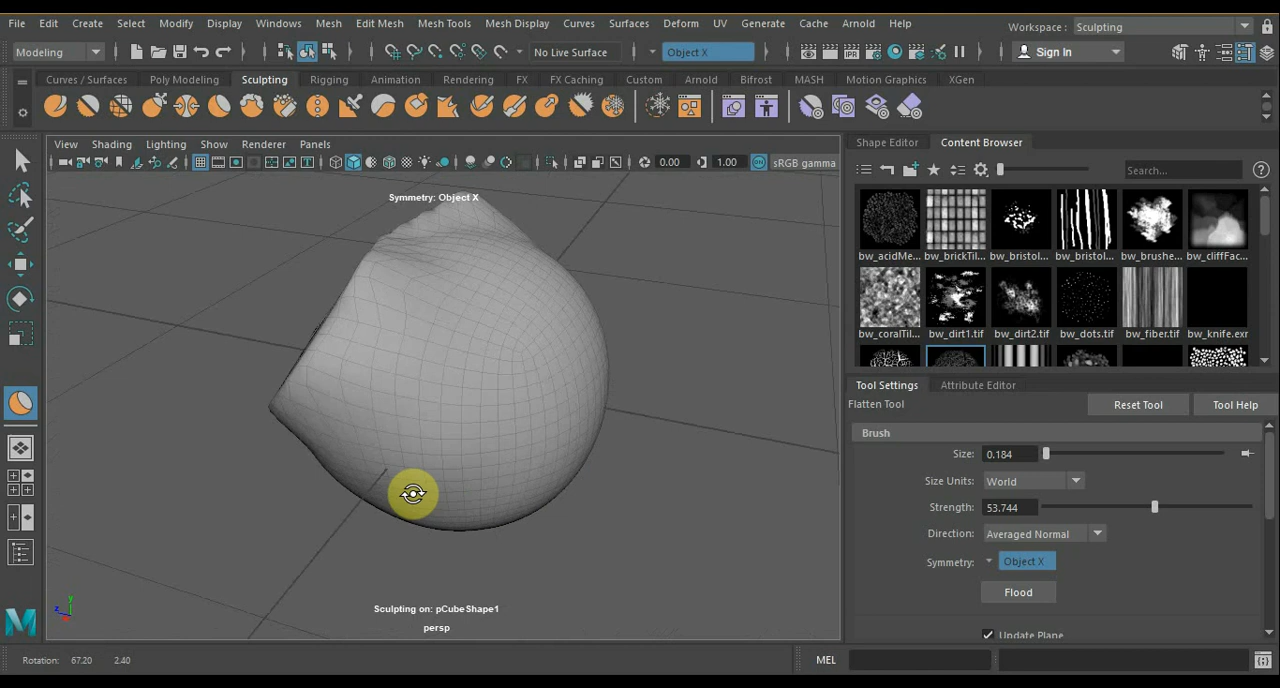 File Edit Create Select Modify Display Windows Mesh Edit Mesh Mesh Tools Mesh Display Curves Surfaces Deform UV Generate Cache Arnold Help
Workspace : Sculpting
Modeling No Live Surface Object X Sign In
Curves / Surfaces Poly Modeling Sculpting Rigging Animation Rendering FX FX Caching Custom Arnold Bifrost MASH Motion Graphics XGen
View Shading Lighting Show Renderer Panels
0.00 1.00 sRGB gamma
Symmetry: Object X
Sculpting on: pCubeShape1
persp
Shape Editor Content Browser
Search...
bw_acidMe... bw_brickTil... bw_bristol... bw_bristol... bw_brushe... bw_cliffFac...
bw_coralTil... bw_dirt1.tif bw_dirt2.tif bw_dots.tif bw_fiber.tif bw_knife.exr
Tool Settings Attribute Editor
Flatten Tool Reset Tool Tool Help
Brush
Size: 0.184
Size Units: World
Strength: 53.744
Direction: Averaged Normal
Symmetry: Object X
Flood
Update Plane
Rotation: 67.20 2.40 MEL